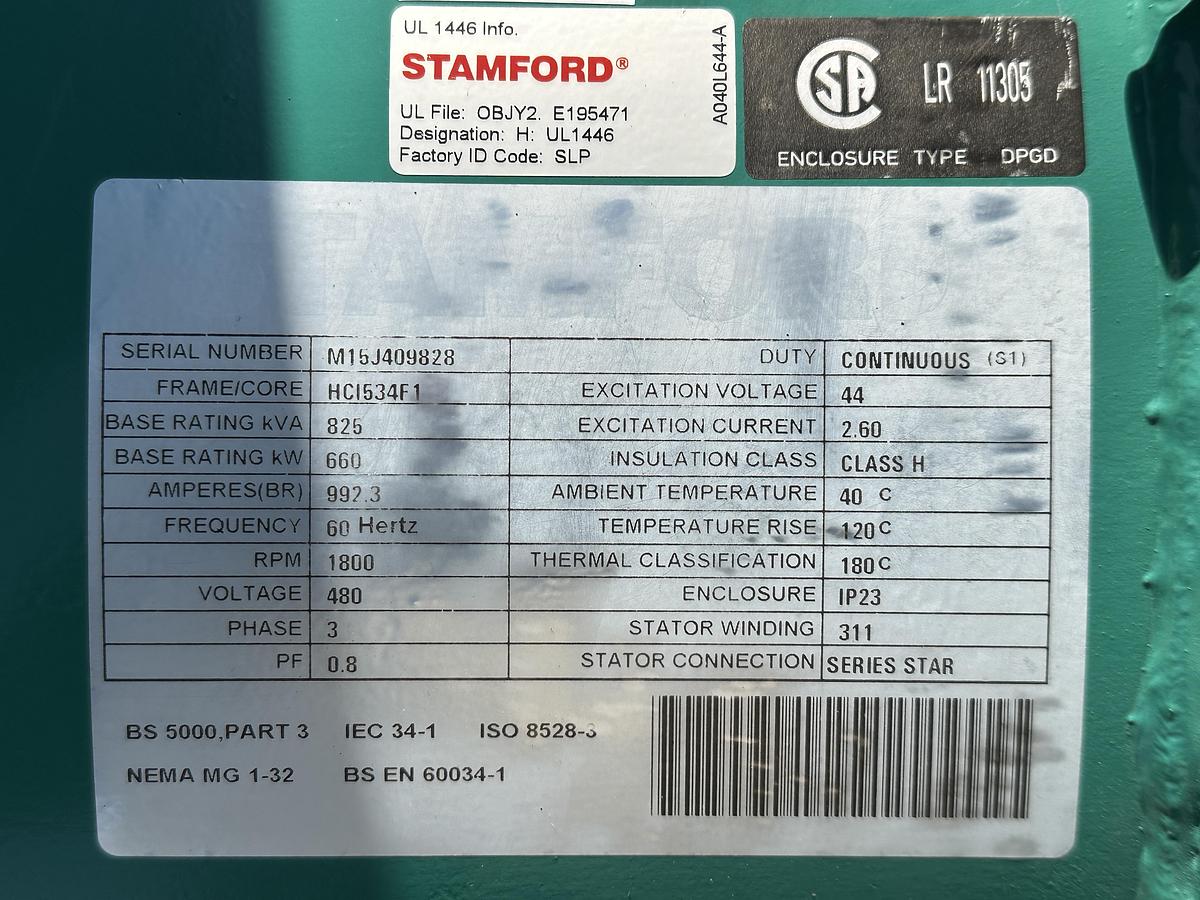 UL 1446 Info.
STAMFORD®
UL File: OBJY2. E195471
Designation: H: UL1446
Factory ID Code: SLP
A040L644-A
SA LR 11305
ENCLOSURE TYPE DPGD
STAMFORD
SERIAL NUMBER M15J409828 DUTY CONTINUOUS (S1)
FRAME/CORE HCI534F1 EXCITATION VOLTAGE 44
BASE RATING kVA 825 EXCITATION CURRENT 2.60
BASE RATING kW 660 INSULATION CLASS CLASS H
AMPERES(BR) 992.3 AMBIENT TEMPERATURE 40 C
FREQUENCY 60 Hertz TEMPERATURE RISE 120 C
RPM 1800 THERMAL CLASSIFICATION 180 C
VOLTAGE 480 ENCLOSURE IP23
PHASE 3 STATOR WINDING 311
PF 0.8 STATOR CONNECTION SERIES STAR
BS 5000,PART 3 IEC 34-1 ISO 8528-3
NEMA MG 1-32 BS EN 60034-1